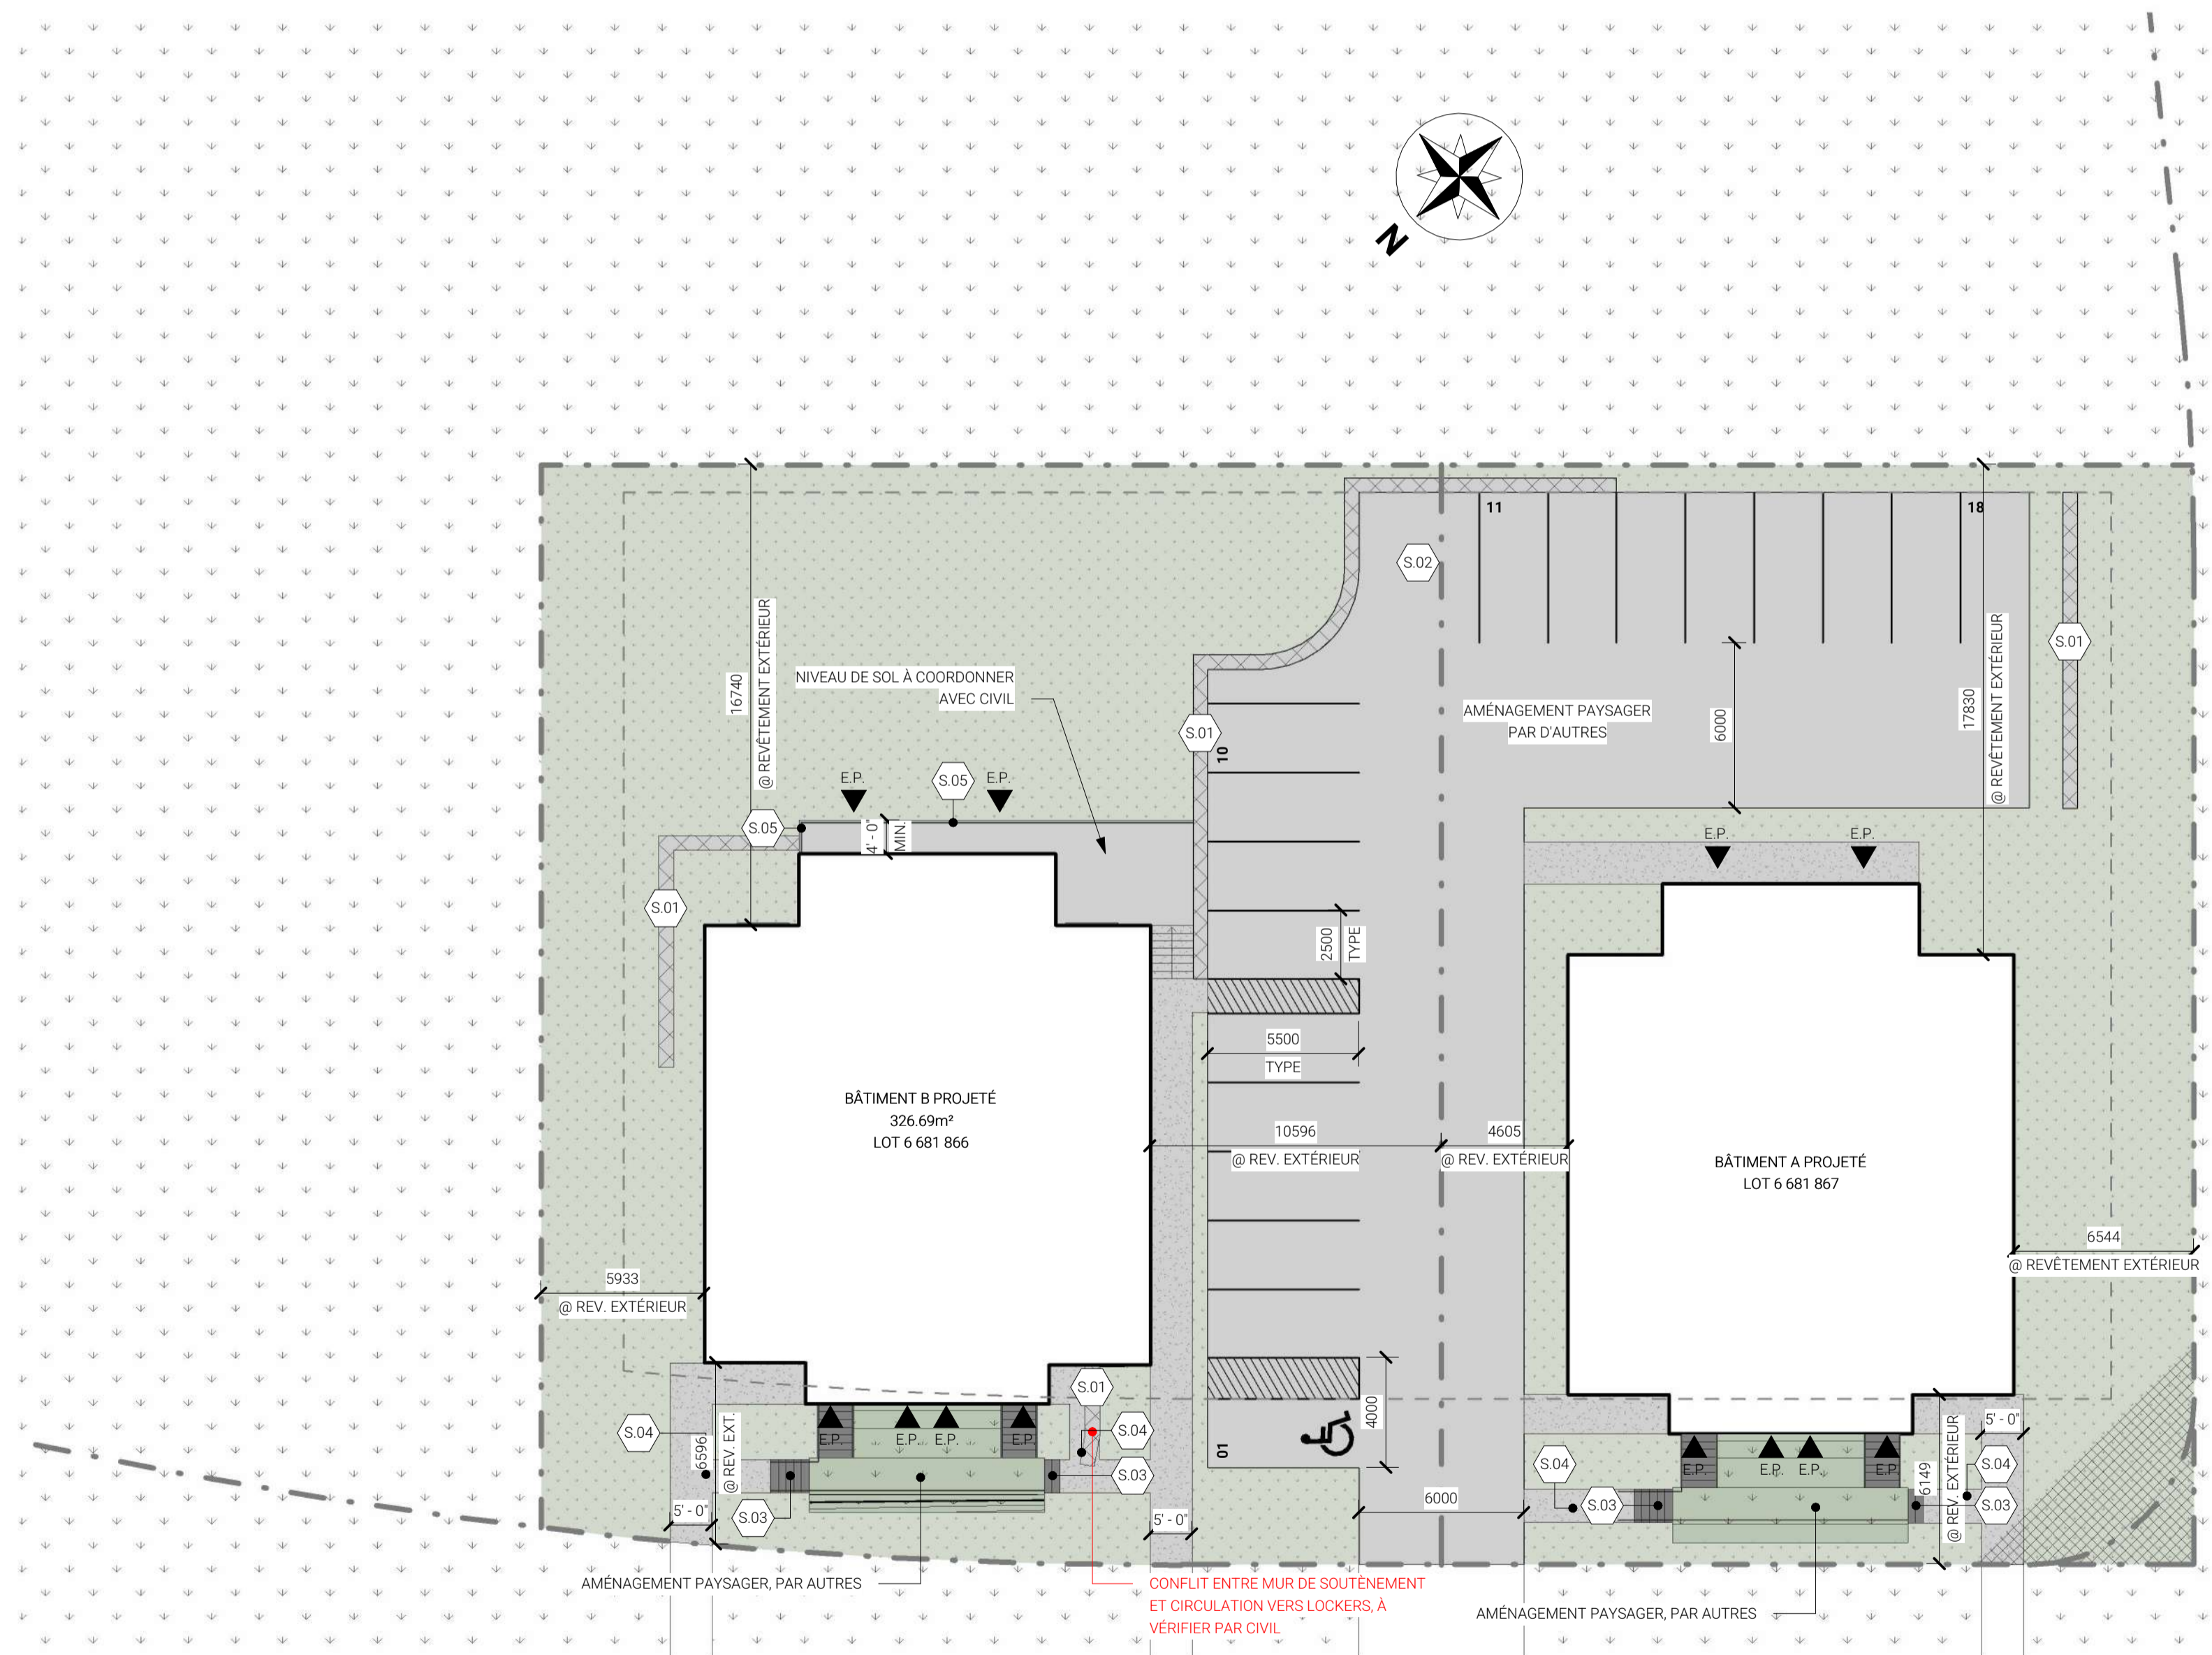 N
11
18
S.02
@ REVÊTEMENT EXTÉRIEUR
16740
@ REVÊTEMENT EXTÉRIEUR
17830
S.01
NIVEAU DE SOL À COORDONNER
AVEC CIVIL
AMÉNAGEMENT PAYSAGER
PAR D'AUTRES
6000
S.01
10
E.P.
S.05
E.P.
S.05
4' - 0"
MIN.
E.P.
E.P.
S.01
2500
TYPE
5500
TYPE
BÂTIMENT B PROJETÉ
326.69m²
LOT 6 681 866
10596
@ REV. EXTÉRIEUR
4605
@ REV. EXTÉRIEUR
BÂTIMENT A PROJETÉ
LOT 6 681 867
6544
@ REVÊTEMENT EXTÉRIEUR
5933
@ REV. EXTÉRIEUR
S.01
S.04
S.04
6596
@ REV. EXT.
E.P.
E.P.
E.P.
E.P.
S.03
S.03
5' - 0"
5' - 0"
01
4000
6000
S.04
S.03
E.P.
E.P.
E.P.
E.P.
6149
@ REV. EXTÉRIEUR
5' - 0"
S.04
S.03
AMÉNAGEMENT PAYSAGER, PAR AUTRES
CONFLIT ENTRE MUR DE SOUTÈNEMENT
ET CIRCULATION VERS LOCKERS, À
VÉRIFIER PAR CIVIL
AMÉNAGEMENT PAYSAGER, PAR AUTRES